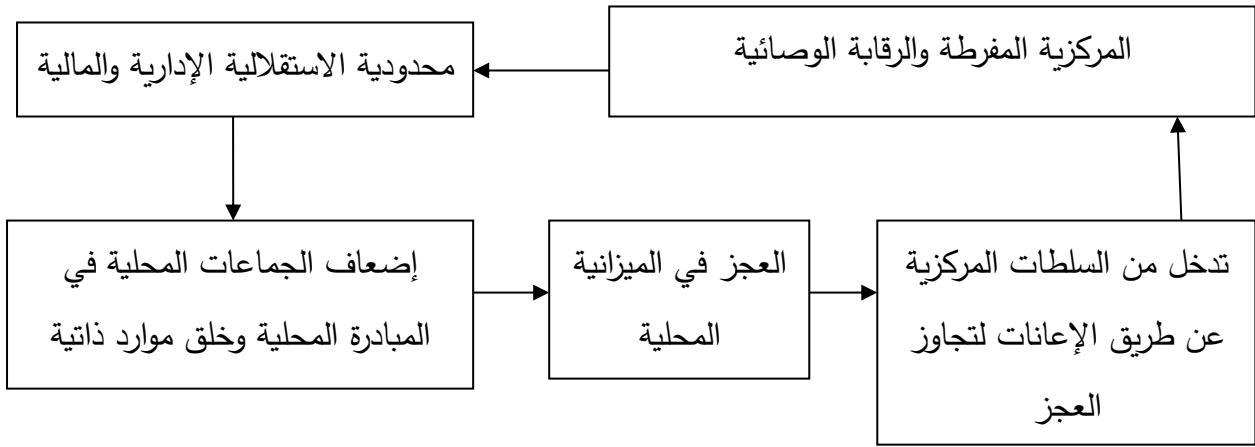 المركزية المفرطة والرقابة الوصائية
محدودية الاستقلالية الإدارية والمالية
إضعاف الجماعات المحلية في
المبادرة المحلية وخلق موارد ذاتية
العجز في الميزانية
المحلية
تدخل من السلطات المركزية
عن طريق الإعانات لتجاوز
العجز